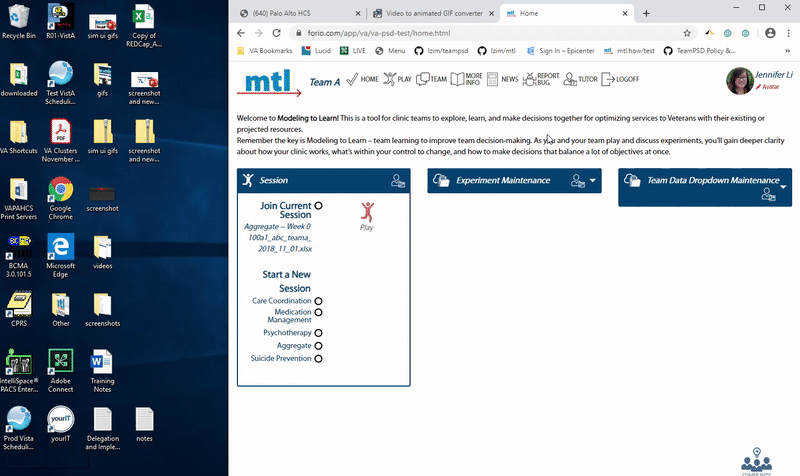 Recycle Bin
R01-VistA
sim ui gifs
Copy of
REDCap_A...
downloaded
Test VistA
Scheduli...
gifs
screenshot
and new...
VA Shortcuts
VA Clusters
November ...
sim ui gifs
screenshot
and new...
VAPAHCS
Print Servers
Google
Chrome
screenshot
BCMA
3.0.101.5
Microsoft
Edge
videos
CPRS
Other
screenshots
IntelliSpace®
PACS Enter...
Adobe
Connect
Training
Notes
Prod Vista
Scheduli...
yourIT
yourIT
Delegation
and Imple...
notes
(640) Palo Alto HCS
Video to animated GIF converter
mtl. Home
forio.com/app/va/va-psd-test/home.html
VA Bookmarks
Lucid
LIVE
Menu
lzim/teampsd
lzim/mtl
Sign In – Epicenter
mtl.how/test
TeamPSD Policy &...
mtl
Team A
HOME
PLAY
TEAM
MORE INFO
NEWS
REPORT BUG
TUTOR
LOGOFF
Jennifer Li
Avatar
Welcome to Modeling to Learn! This is a tool for clinic teams to explore, learn, and make decisions together for optimizing services to Veterans with their existing or
projected resources.
Remember the key is Modeling to Learn – team learning to improve team decision-making. As you and your team play and discuss experiments, you'll gain deeper clarity
about how your clinic works, what's within your control to change, and how to make decisions that balance a lot of objectives at once.
Session
Join Current
Session
Aggregate -- Week 0
100a1_abc_teama_
2018_11_01.xlsx
Play
Start a New
Session
Care Coordination
Medication
Management
Psychotherapy
Aggregate
Suicide Prevention
Experiment Maintenance
Team Data Dropdown Maintenance
COMMUNITY